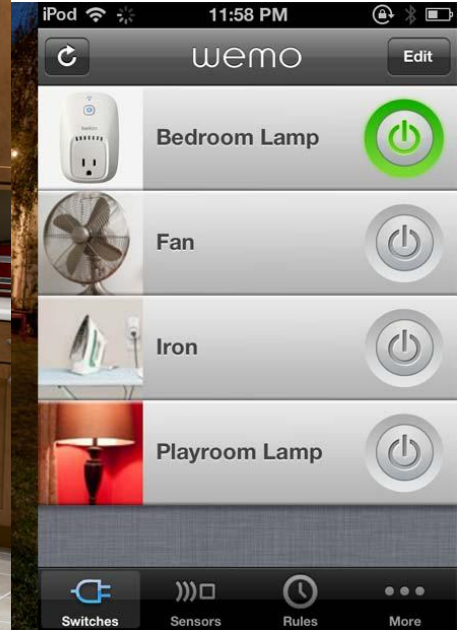 iPod 11:58 PM
wemo
Edit
Bedroom Lamp
Fan
Iron
Playroom Lamp
Switches Sensors Rules More